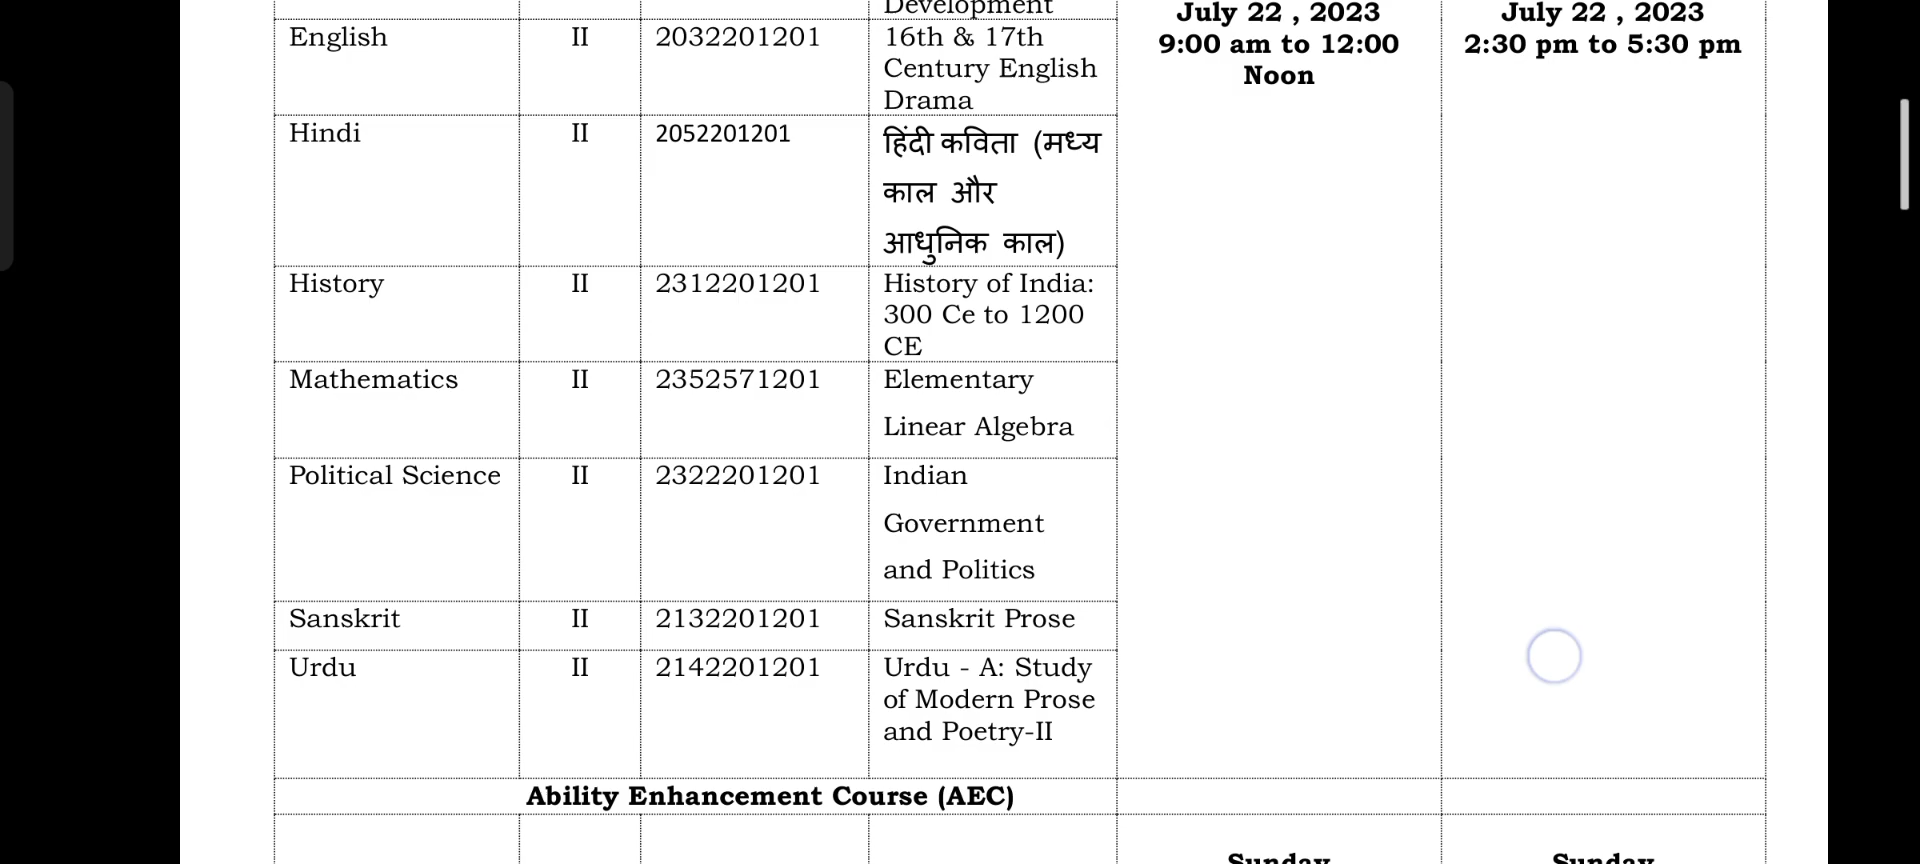 Development
July 22 , 2023
July 22 , 2023
English II 2032201201 16th & 17th
Century English
Drama
9:00 am to 12:00
Noon
2:30 pm to 5:30 pm
Hindi II 2052201201 हिंदी कविता (मध्य
काल और
आधुनिक काल)
History II 2312201201 History of India:
300 Ce to 1200
CE
Mathematics II 2352571201 Elementary
Linear Algebra
Political Science II 2322201201 Indian
Government
and Politics
Sanskrit II 2132201201 Sanskrit Prose
Urdu II 2142201201 Urdu - A: Study
of Modern Prose
and Poetry-II
Ability Enhancement Course (AEC)
Sunday
Sunday